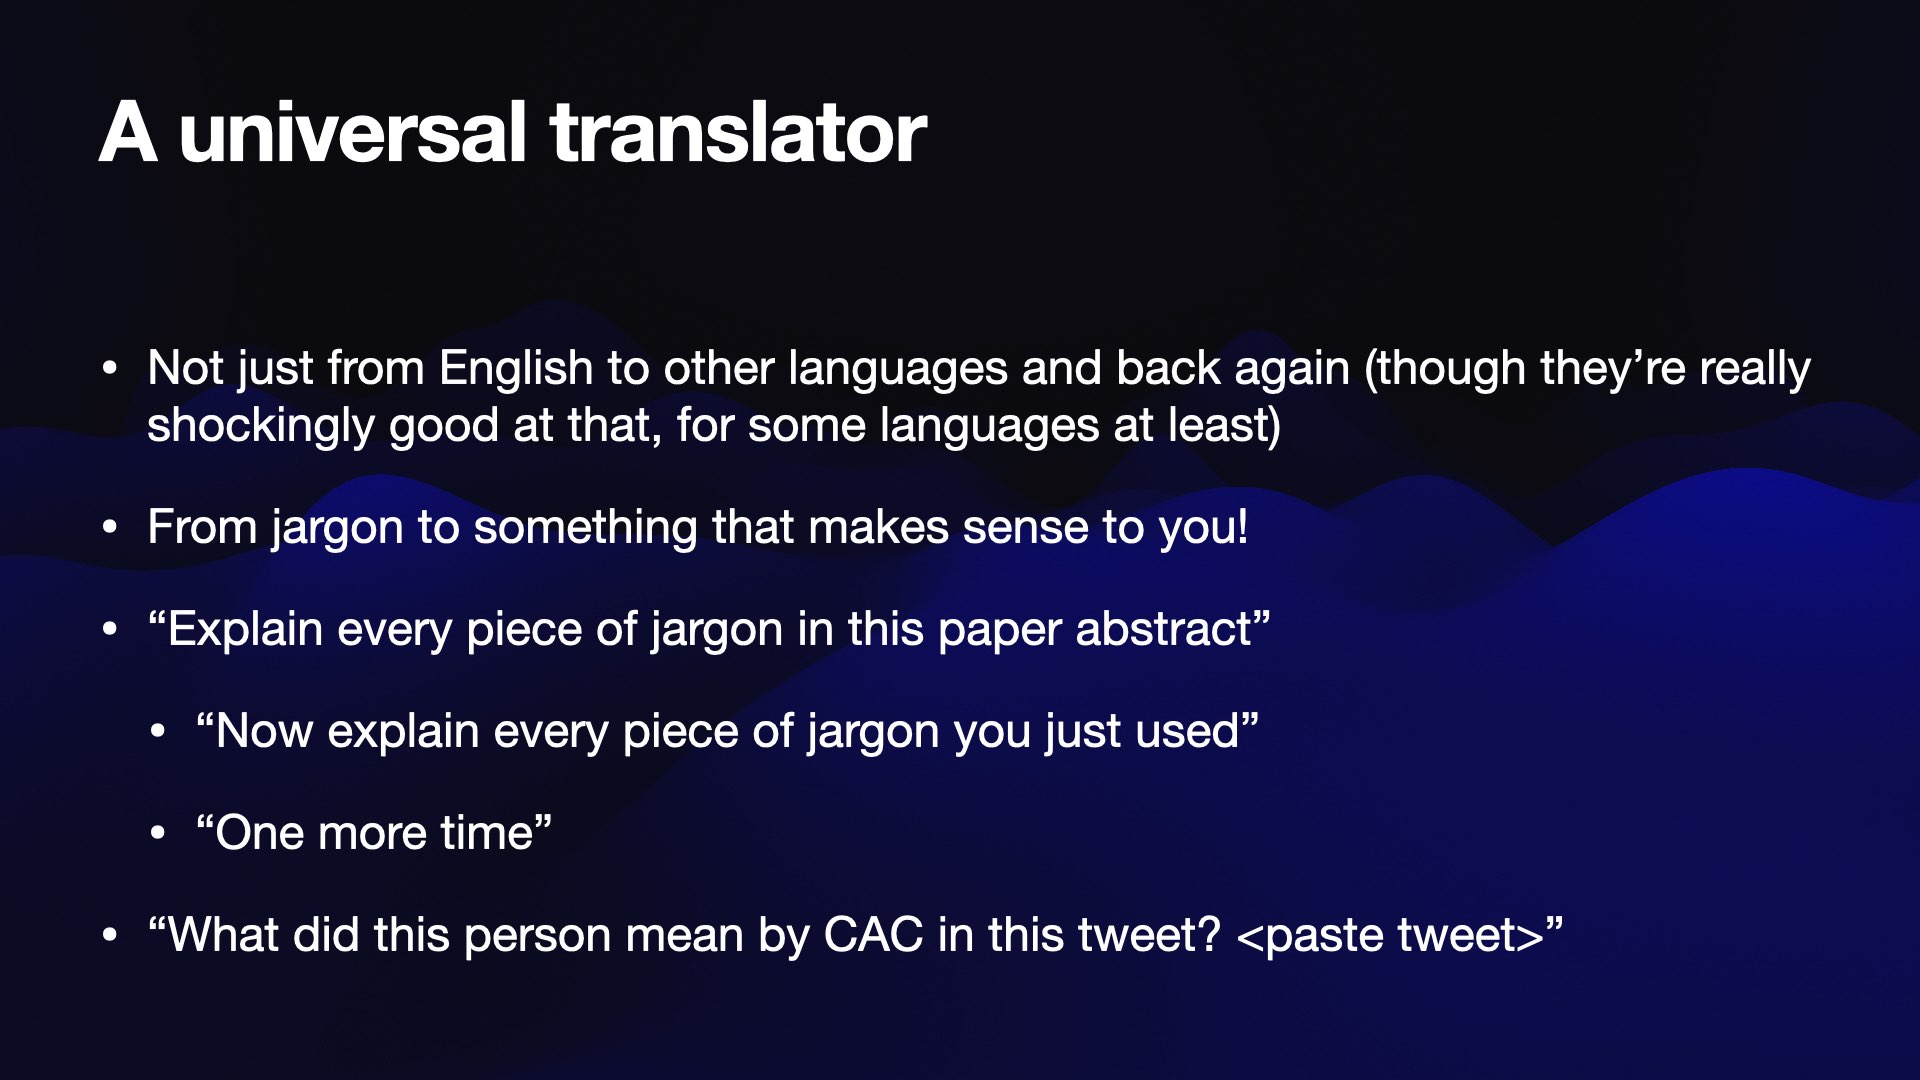 A universal translator
• Not just from English to other languages and back again (though they’re really
shockingly good at that, for some languages at least)
• From jargon to something that makes sense to you!
• “Explain every piece of jargon in this paper abstract”
• “Now explain every piece of jargon you just used”
• “One more time”
• “What did this person mean by CAC in this tweet? <paste tweet>”